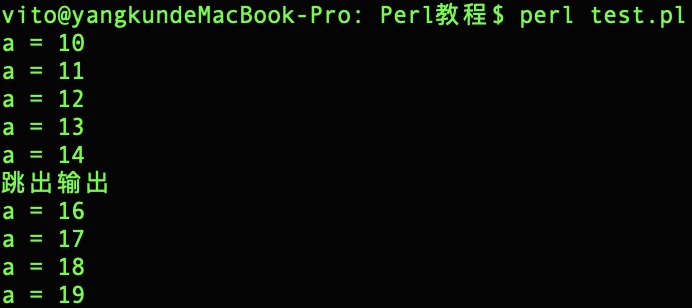 vito@yangkundeMacBook-Pro: Perl教程$ perl test.pl
a = 10
a = 11
a = 12
a = 13
a = 14
跳出输出
a = 16
a = 17
a = 18
a = 19